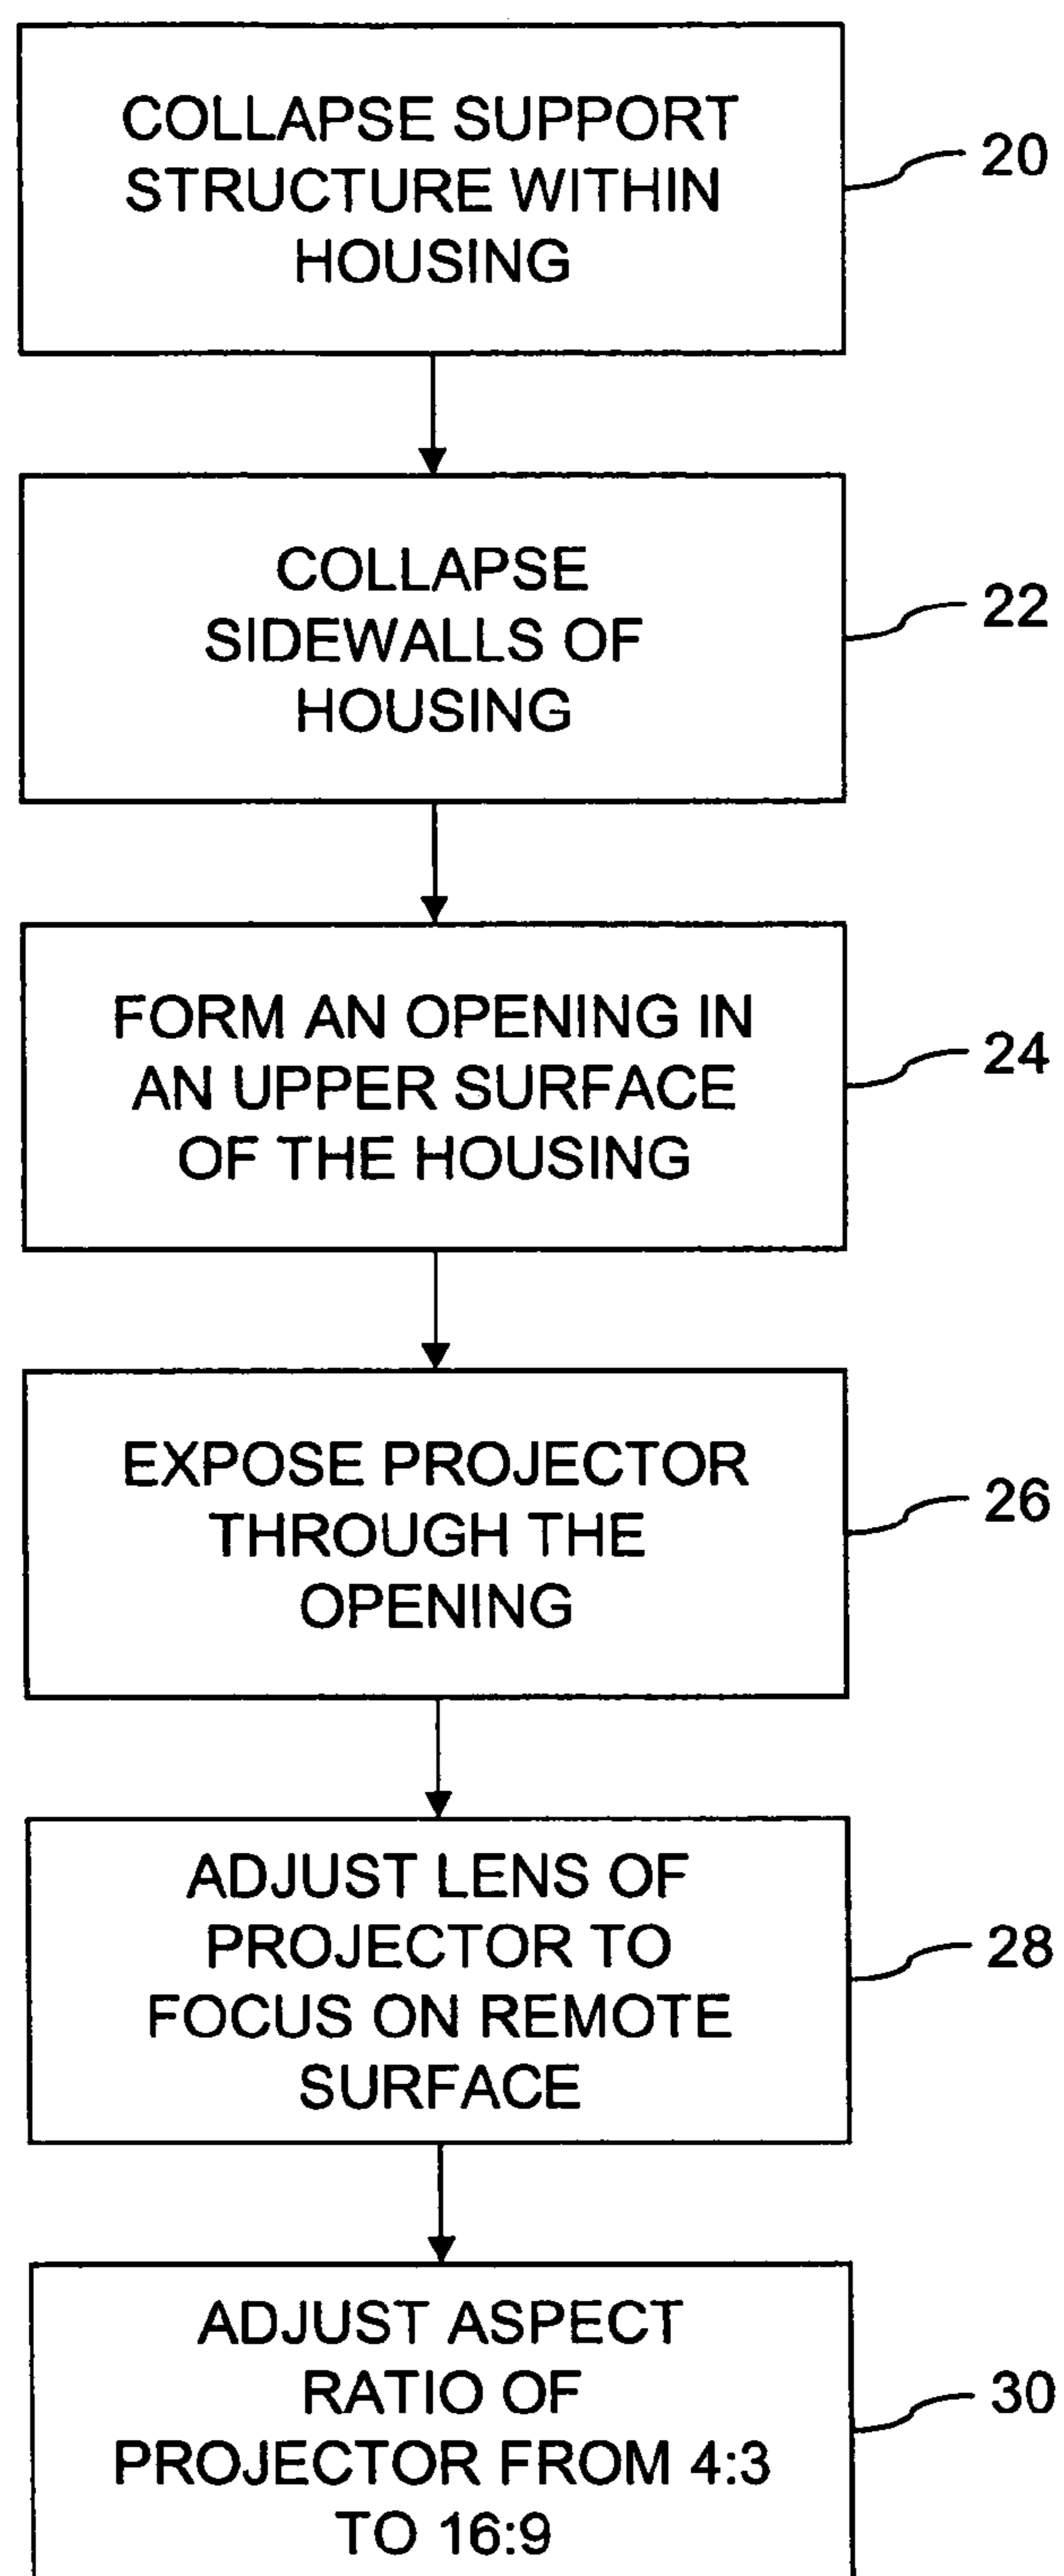 COLLAPSE SUPPORT
STRUCTURE WITHIN
HOUSING
20
COLLAPSE
SIDEWALLS OF
HOUSING
22
FORM AN OPENING IN
AN UPPER SURFACE
OF THE HOUSING
24
EXPOSE PROJECTOR
THROUGH THE
OPENING
26
ADJUST LENS OF
PROJECTOR TO
FOCUS ON REMOTE
SURFACE
28
ADJUST ASPECT
RATIO OF
PROJECTOR FROM 4:3
TO 16:9
30